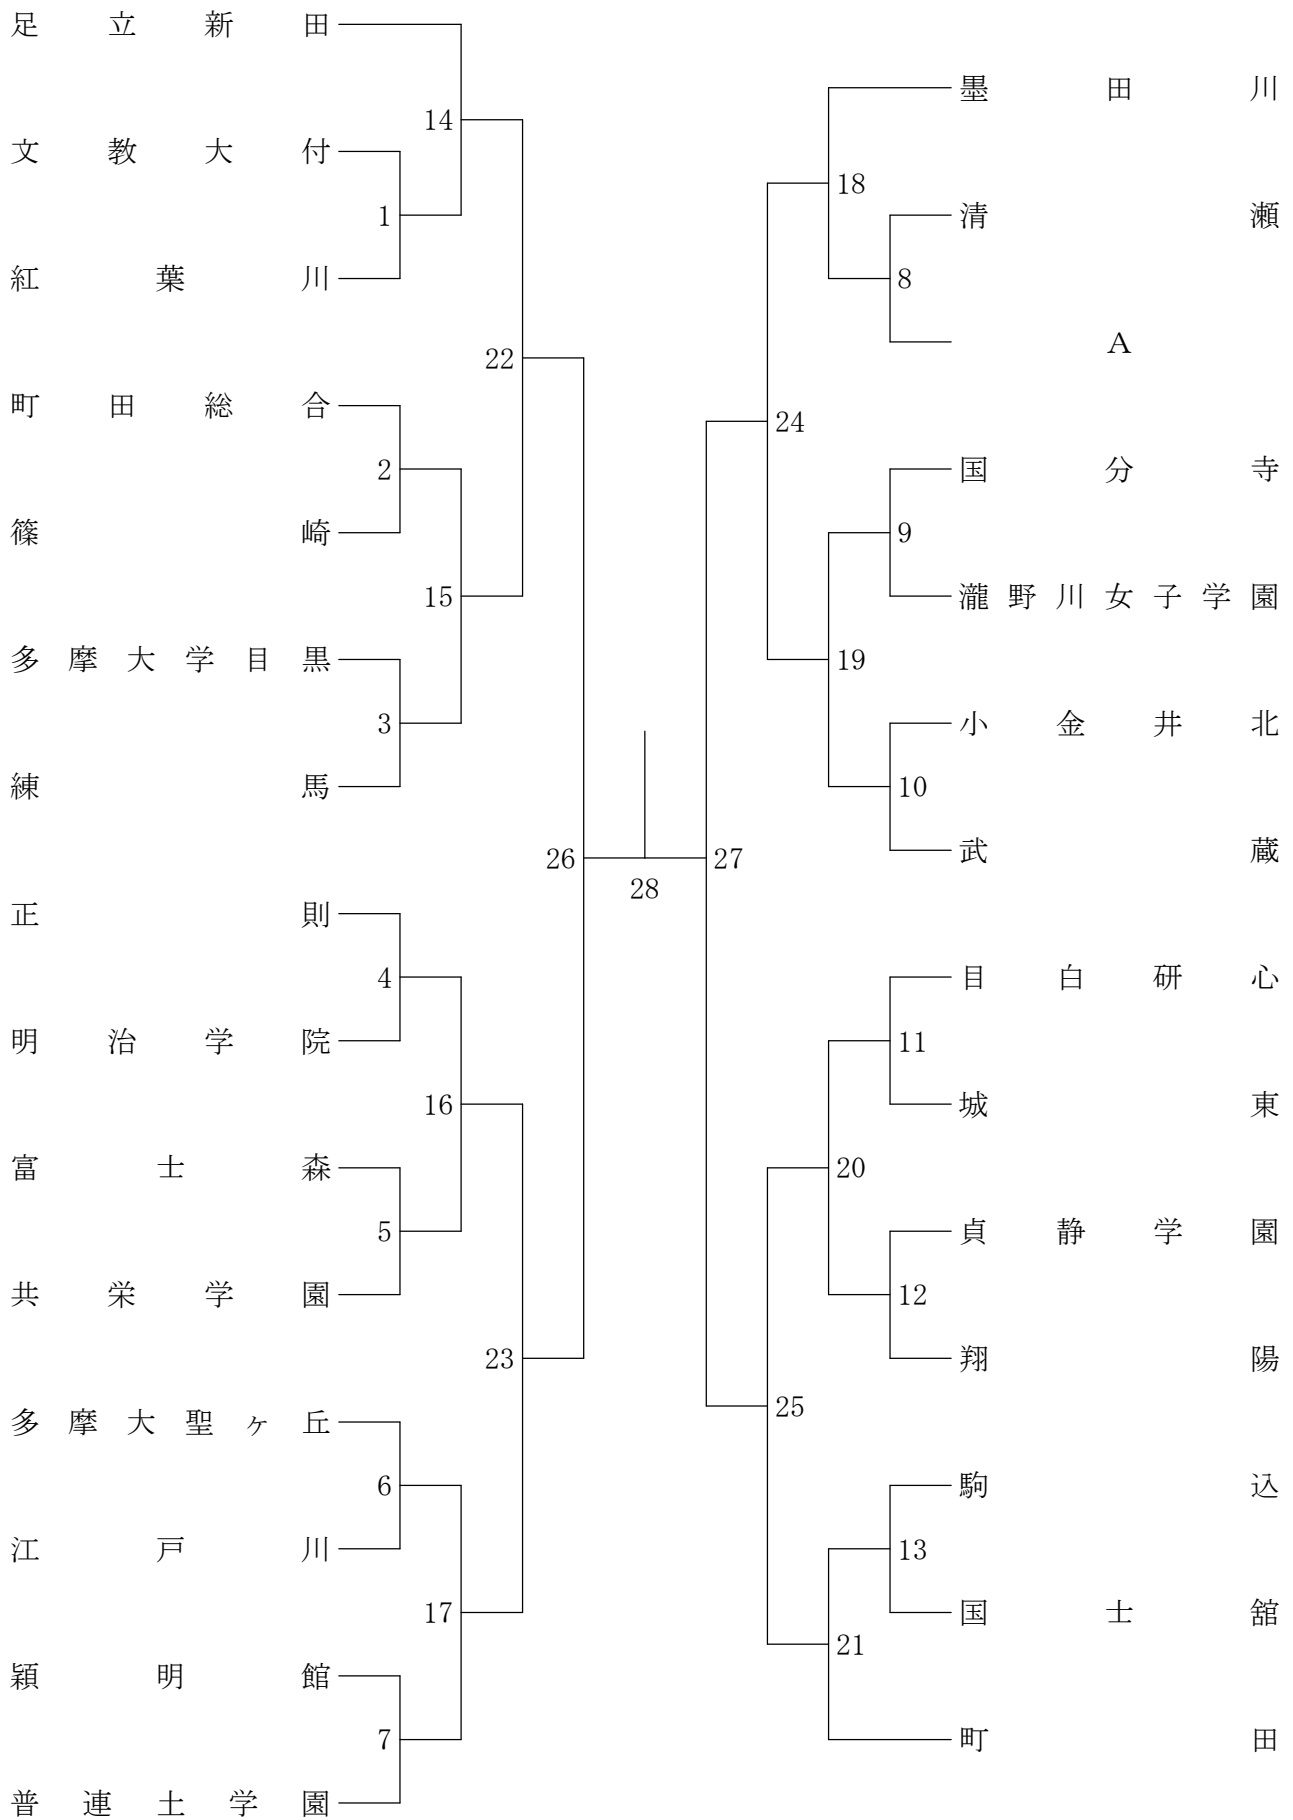 足立新田
14
文教大付
1
紅葉川
22
町田総合
2
篠崎
15
多摩大学目黒
3
練馬
26
正則
4
明治学院
16
富士森
5
共栄学園
23
多摩大聖ヶ丘
6
江戸川
17
穎明館
7
普連土学園
28
墨田川
18
清瀬
8
A
24
国分寺
9
瀧野川女子学園
19
小金井北
10
武蔵
27
目白研心
11
城東
20
貞静学園
12
翔陽
25
駒込
13
国士舘
21
町田